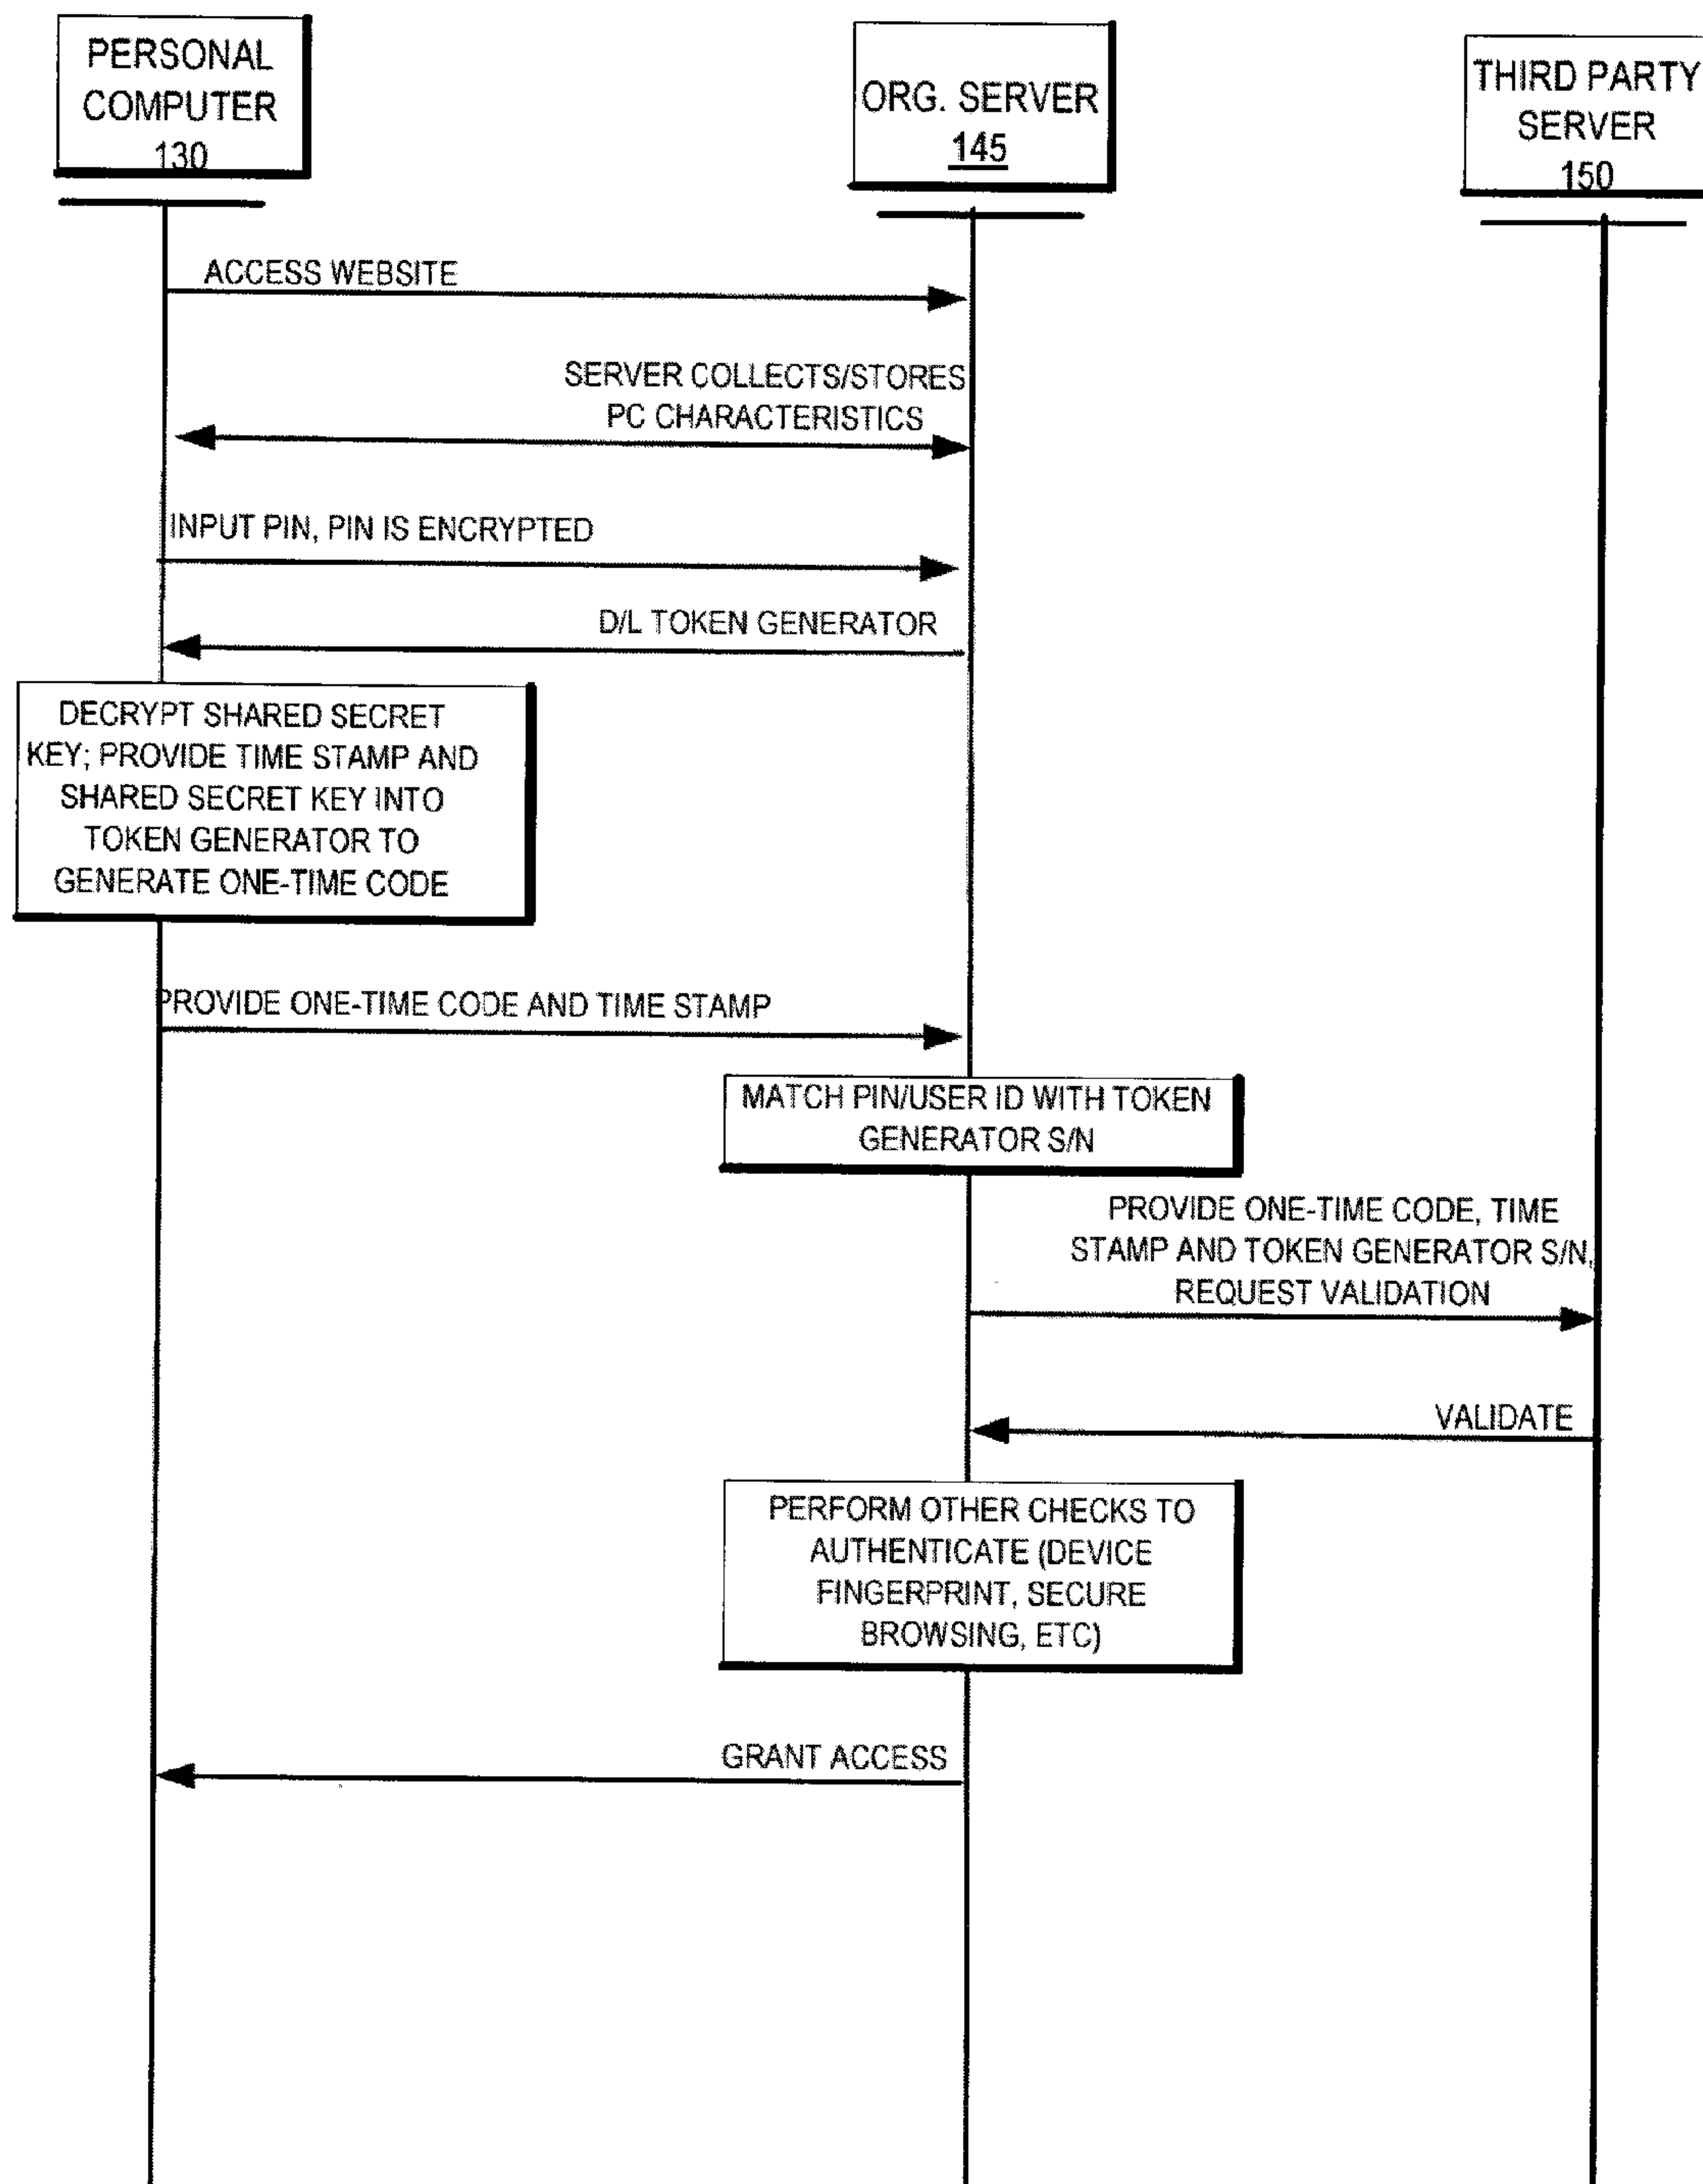 PERSONAL
COMPUTER
130
ORG. SERVER
145
THIRD PARTY
SERVER
150
ACCESS WEBSITE
SERVER COLLECTS/STORES
PC CHARACTERISTICS
INPUT PIN, PIN IS ENCRYPTED
D/L TOKEN GENERATOR
DECRYPT SHARED SECRET
KEY; PROVIDE TIME STAMP AND
SHARED SECRET KEY INTO
TOKEN GENERATOR TO
GENERATE ONE-TIME CODE
PROVIDE ONE-TIME CODE AND TIME STAMP
MATCH PIN/USER ID WITH TOKEN
GENERATOR S/N
PROVIDE ONE-TIME CODE, TIME
STAMP AND TOKEN GENERATOR S/N,
REQUEST VALIDATION
VALIDATE
PERFORM OTHER CHECKS TO
AUTHENTICATE (DEVICE
FINGERPRINT, SECURE
BROWSING, ETC)
GRANT ACCESS